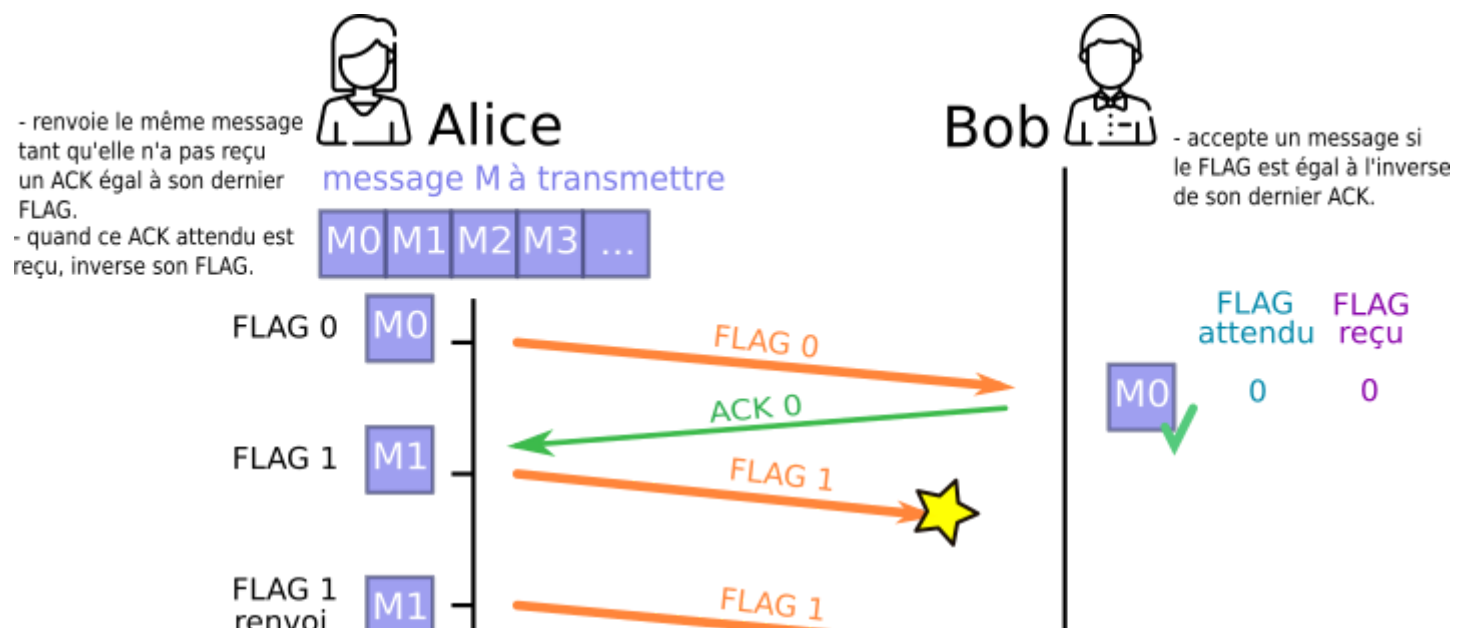 Alice
Bob
- renvoie le même message
tant qu'elle n'a pas reçu
un ACK égal à son dernier
FLAG.
- quand ce ACK attendu est
reçu, inverse son FLAG.
- accepte un message si
le FLAG est égal à l'inverse
de son dernier ACK.
message M à transmettre
M0 M1 M2 M3 ...
FLAG
attendu
FLAG
reçu
FLAG 0
M0
FLAG 0
M0
0
0
ACK 0
FLAG 1
M1
FLAG 1
FLAG 1
renvoi
M1
FLAG 1